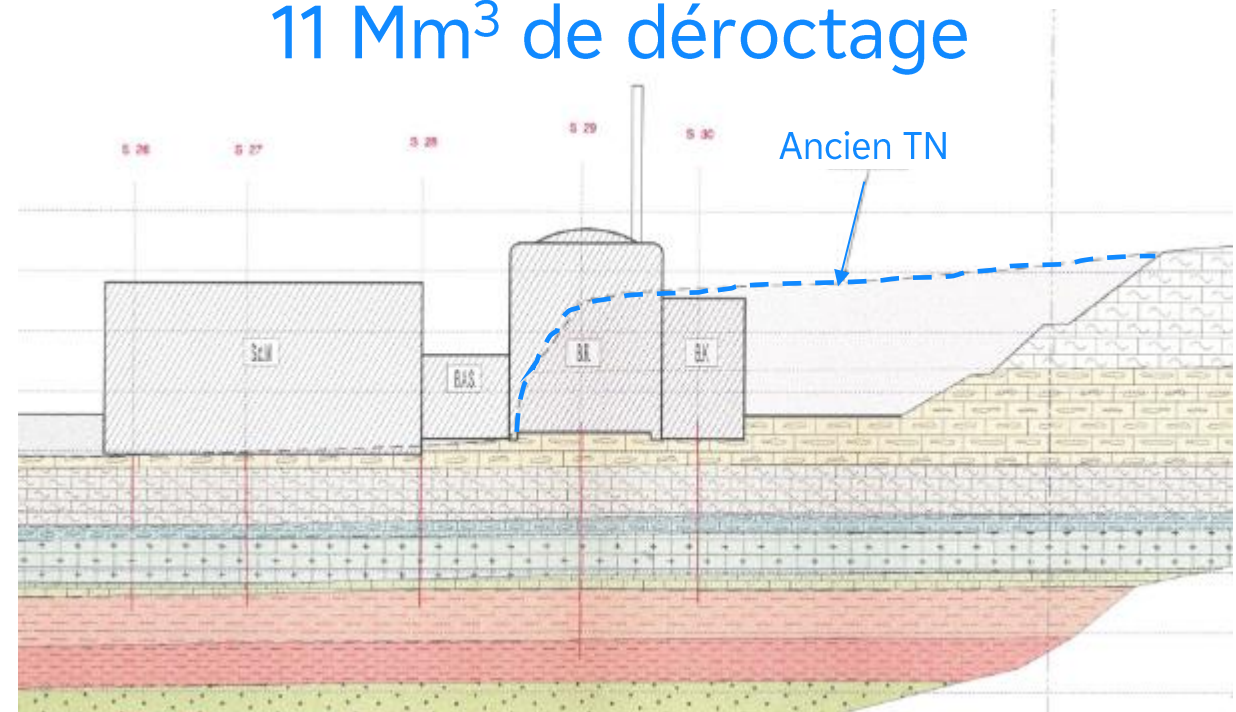 11 Mm³ de déroctage
S 26
S 27
S 28
S 29
S 30
Ancien TN
S.d.M
B.A.S.
B.R.
B.K